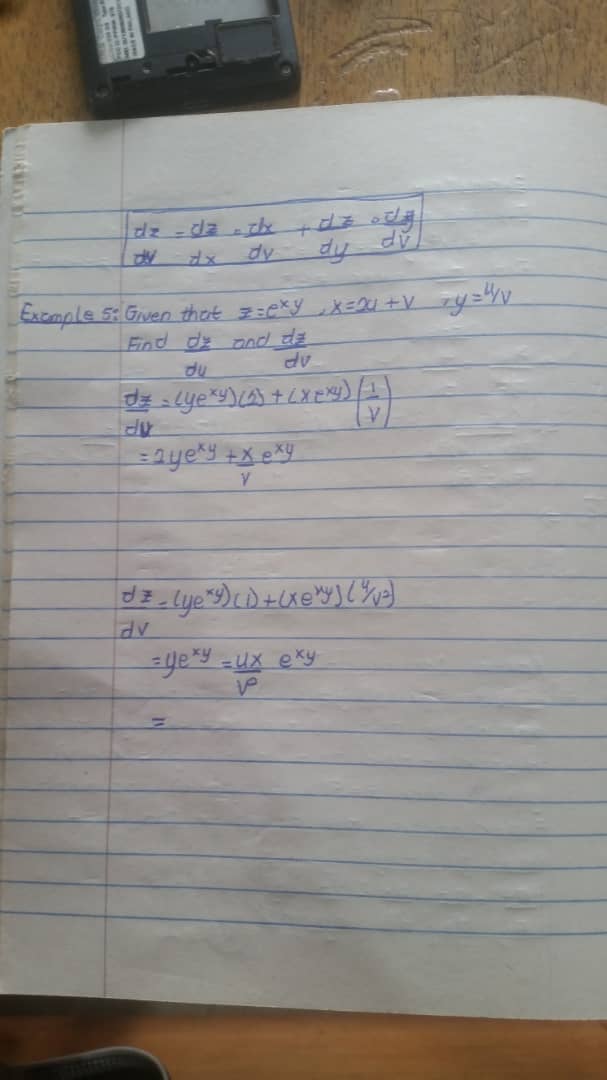 dz = dz · dx + dz · dy
dv dx dv dy dv
Example 5: Given that z = e^xy , x = 2u + v , y = u/v
Find dz and dz
du dv
dz = (ye^xy)(2) + (xe^xy) (1/v)
du
= 2ye^xy + x e^xy
v
dz = (ye^xy)(1) + (xe^xy)(u/v²)
dv
= ye^xy = ux e^xy
=